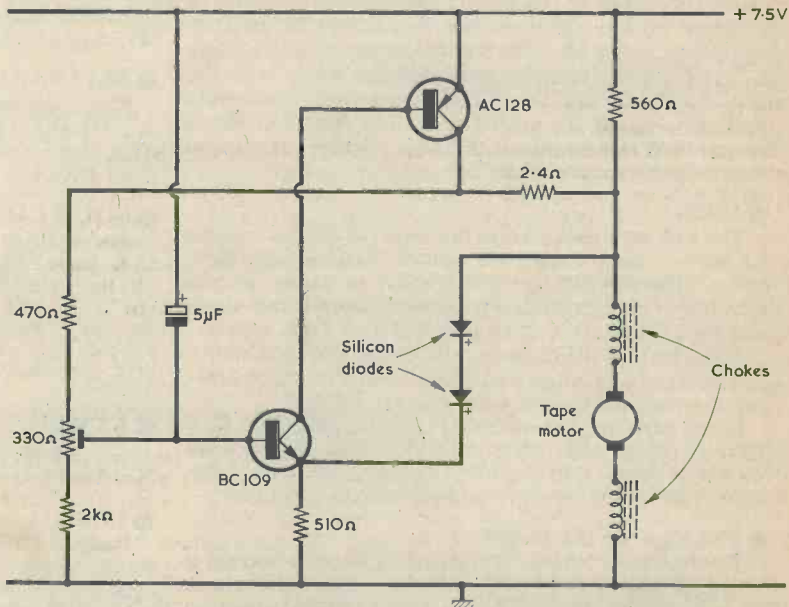 +7·5V
AC128
560Ω
2·4Ω
470Ω
5μF
+
Silicon
diodes
+
+
Chokes
Tape
motor
330Ω
BC109
2kΩ
510Ω